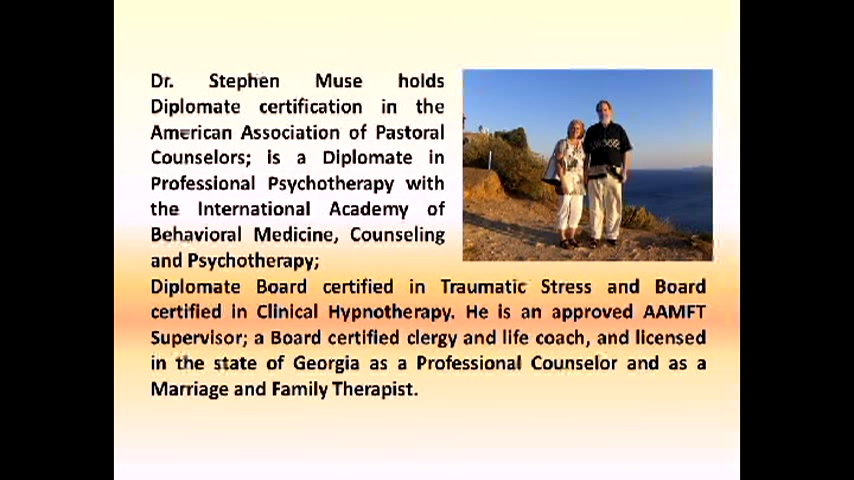 Dr. Stephen Muse holds
Diplomate certification in the
American Association of Pastoral
Counselors; is a Diplomate in
Professional Psychotherapy with
the International Academy of
Behavioral Medicine, Counseling
and Psychotherapy;
Diplomate Board certified in Traumatic Stress and Board
certified in Clinical Hypnotherapy. He is an approved AAMFT
Supervisor; a Board certified clergy and life coach, and licensed
in the state of Georgia as a Professional Counselor and as a
Marriage and Family Therapist.